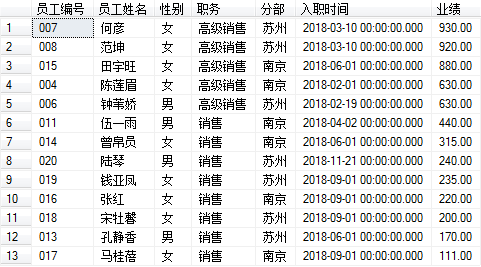 员工编号 员工姓名 性别 职务 分部 入职时间 业绩
1 007 何彦 女 高级销售 苏州 2018-03-10 00:00:00.000 930.00
2 008 范坤 女 高级销售 苏州 2018-03-10 00:00:00.000 920.00
3 015 田宇旺 女 高级销售 南京 2018-06-01 00:00:00.000 880.00
4 004 陈莲眉 女 高级销售 南京 2018-02-01 00:00:00.000 630.00
5 006 钟苇娇 男 高级销售 苏州 2018-02-19 00:00:00.000 630.00
6 011 伍一雨 男 销售 南京 2018-04-02 00:00:00.000 440.00
7 014 曾帛员 女 销售 南京 2018-06-01 00:00:00.000 315.00
8 020 陆琴 男 销售 苏州 2018-11-21 00:00:00.000 240.00
9 019 钱亚凤 女 销售 苏州 2018-09-01 00:00:00.000 235.00
10 016 张红 女 销售 南京 2018-09-01 00:00:00.000 220.00
11 018 宋牡馨 女 销售 苏州 2018-09-01 00:00:00.000 200.00
12 013 孔静香 男 销售 苏州 2018-06-01 00:00:00.000 170.00
13 017 马桂蓓 女 销售 南京 2018-09-01 00:00:00.000 111.00